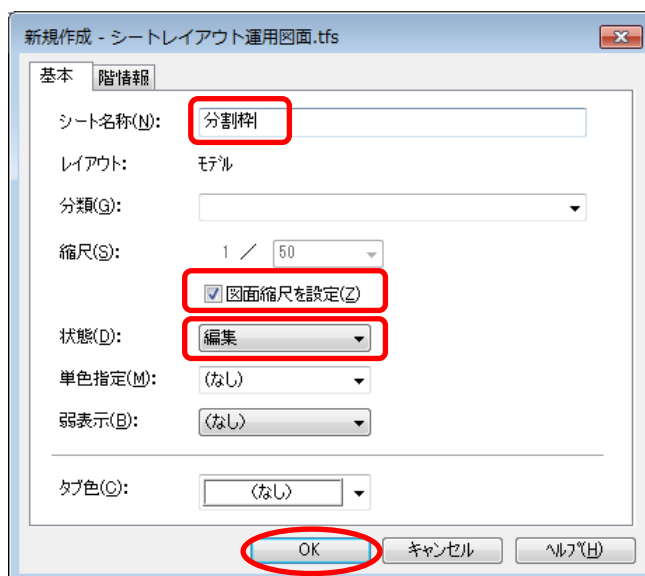 新規作成 - シートレイアウト運用図面.tfs
基本 階情報
シート名称(N): 分割枠
レイアウト: モデル
分類(G):
縮尺(S): 1 ／ 50
図面縮尺を設定(Z)
状態(D): 編集
単色指定(M): (なし)
弱表示(B): (なし)
タブ色(C): (なし)
OK キャンセル ヘルプ(H)